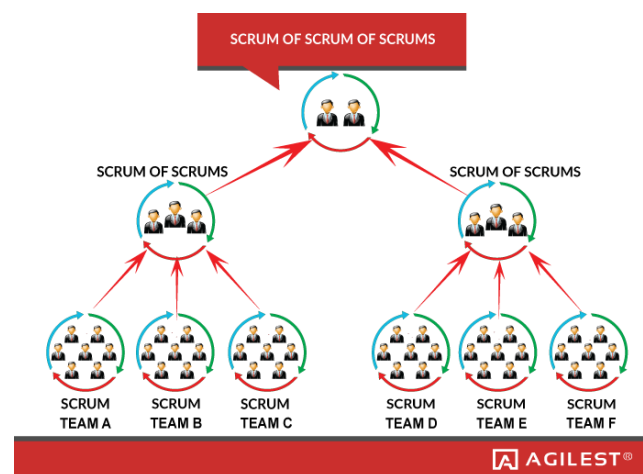 SCRUM OF SCRUM OF SCRUMS
SCRUM OF SCRUMS
SCRUM OF SCRUMS
SCRUM
TEAM A
SCRUM
TEAM B
SCRUM
TEAM C
SCRUM
TEAM D
SCRUM
TEAM E
SCRUM
TEAM F
AGILEST®